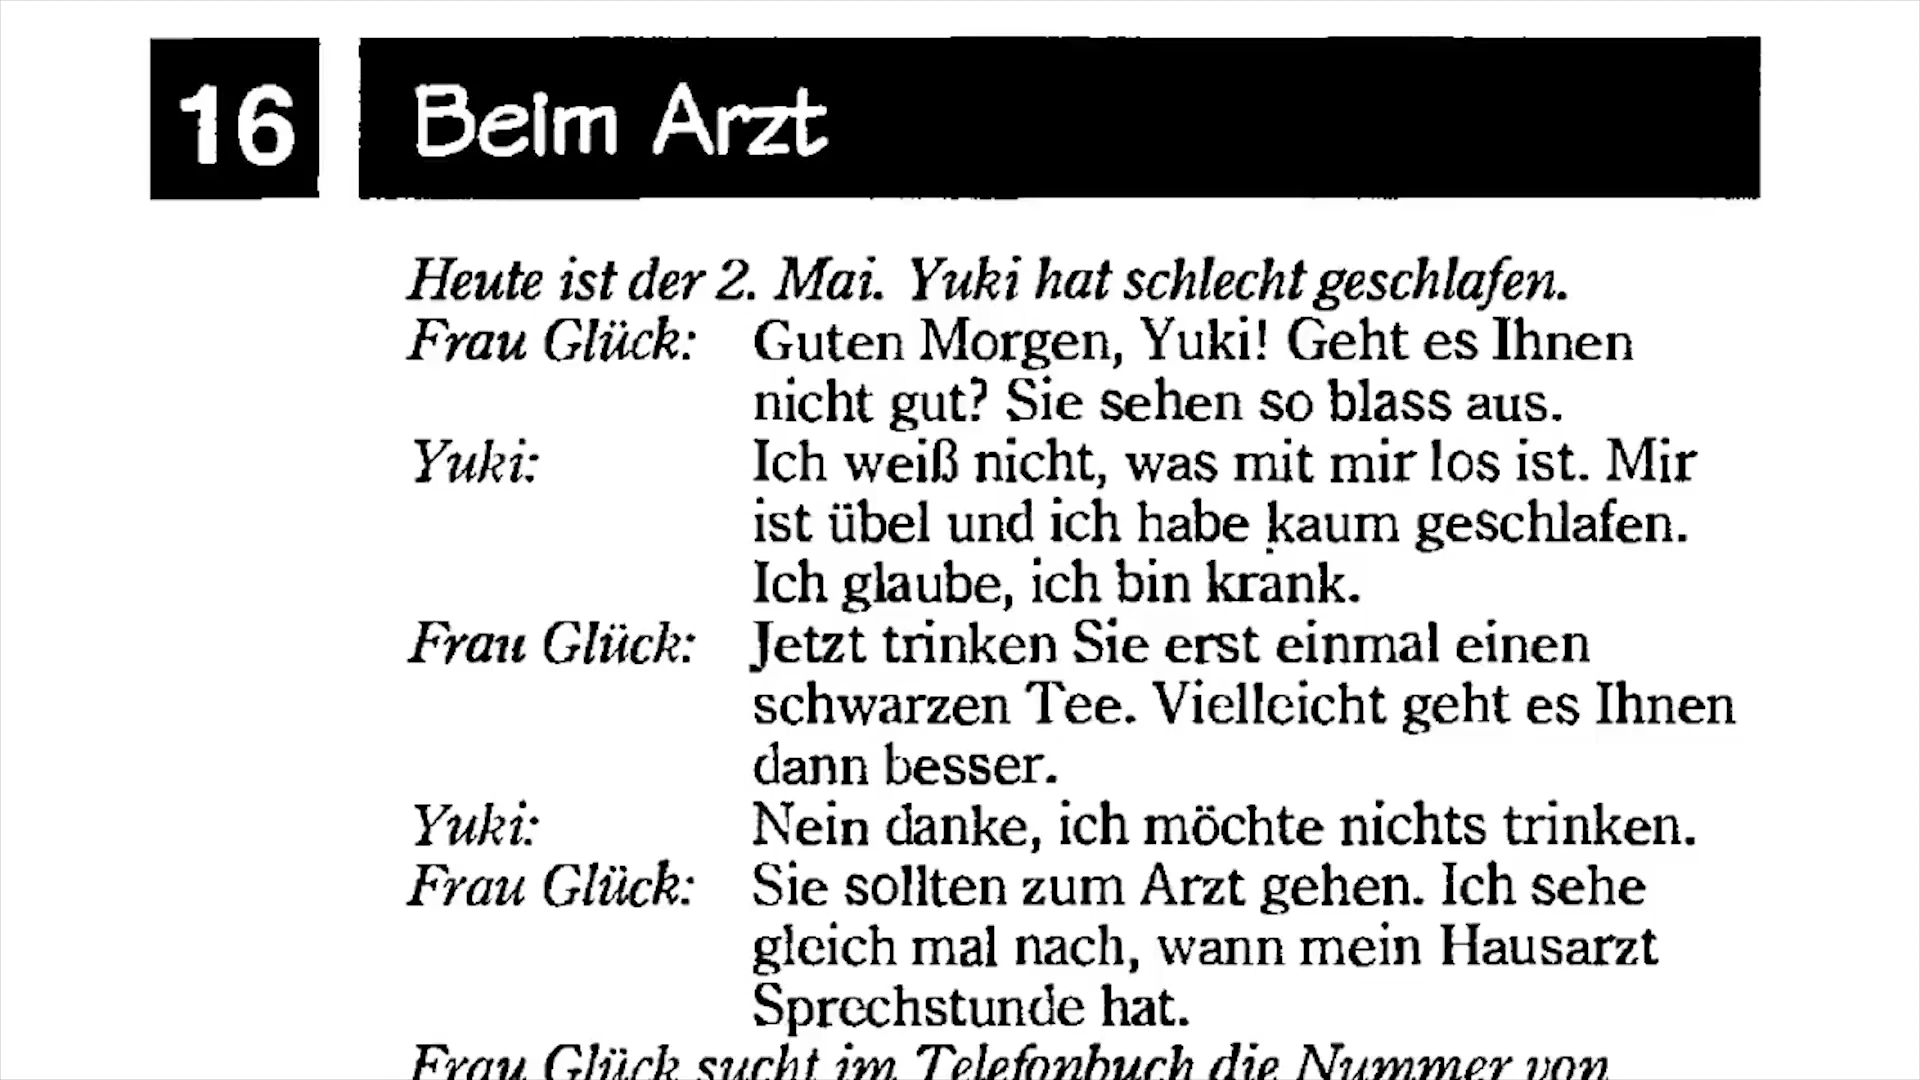 16 Beim Arzt
Heute ist der 2. Mai. Yuki hat schlecht geschlafen.
Frau Glück: Guten Morgen, Yuki! Geht es Ihnen
nicht gut? Sie sehen so blass aus.
Yuki: Ich weiß nicht, was mit mir los ist. Mir
ist übel und ich habe kaum geschlafen.
Ich glaube, ich bin krank.
Frau Glück: Jetzt trinken Sie erst einmal einen
schwarzen Tee. Vielleicht geht es Ihnen
dann besser.
Yuki: Nein danke, ich möchte nichts trinken.
Frau Glück: Sie sollten zum Arzt gehen. Ich sehe
gleich mal nach, wann mein Hausarzt
Sprechstunde hat.
Frau Glück sucht im Telefonbuch die Nummer von